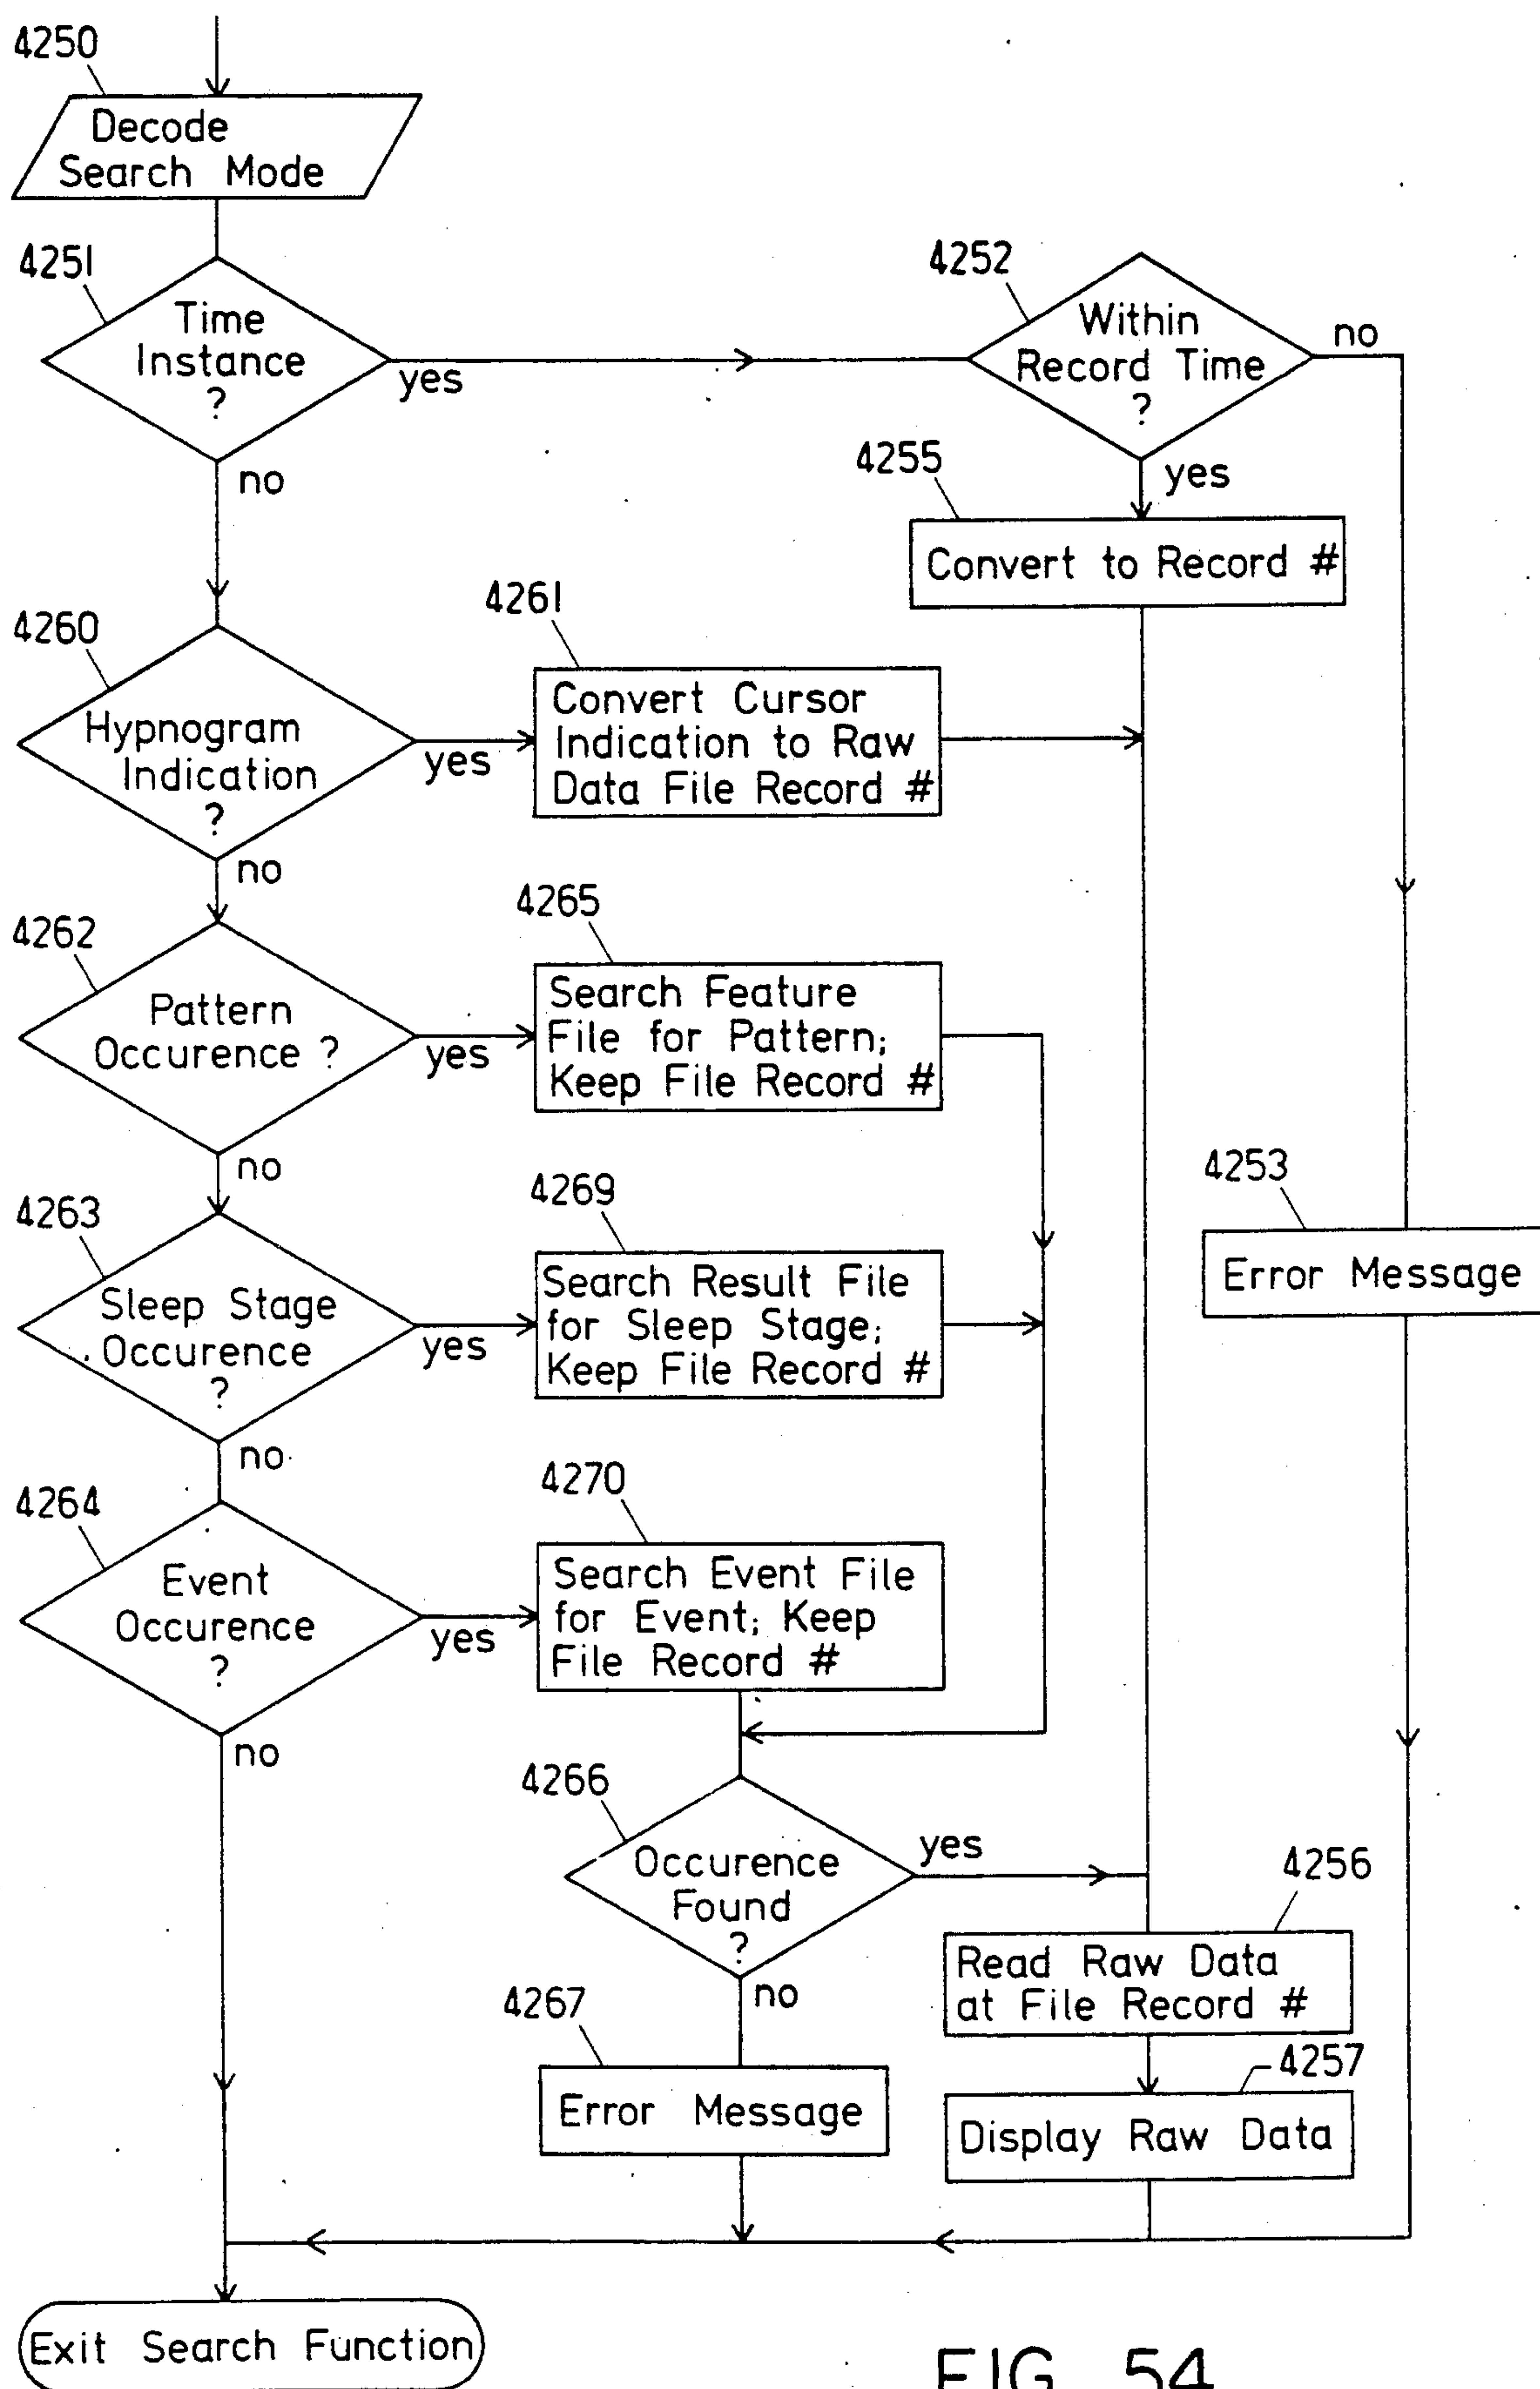 4250
Decode
Search Mode
4251
Time
Instance
?
yes
no
4252
Within
Record Time
?
no
yes
4255
Convert to Record #
4260
Hypnogram
Indication
?
yes
no
4261
Convert Cursor
Indication to Raw
Data File Record #
4262
Pattern
Occurence ?
yes
no
4265
Search Feature
File for Pattern;
Keep File Record #
4263
Sleep Stage
Occurence
?
yes
no
4269
Search Result File
for Sleep Stage;
Keep File Record #
4253
Error Message
4264
Event
Occurence
?
yes
no
4270
Search Event File
for Event; Keep
File Record #
4266
Occurence
Found
?
yes
no
4256
Read Raw Data
at File Record #
4267
Error Message
4257
Display Raw Data
Exit Search Function
FIG. 54